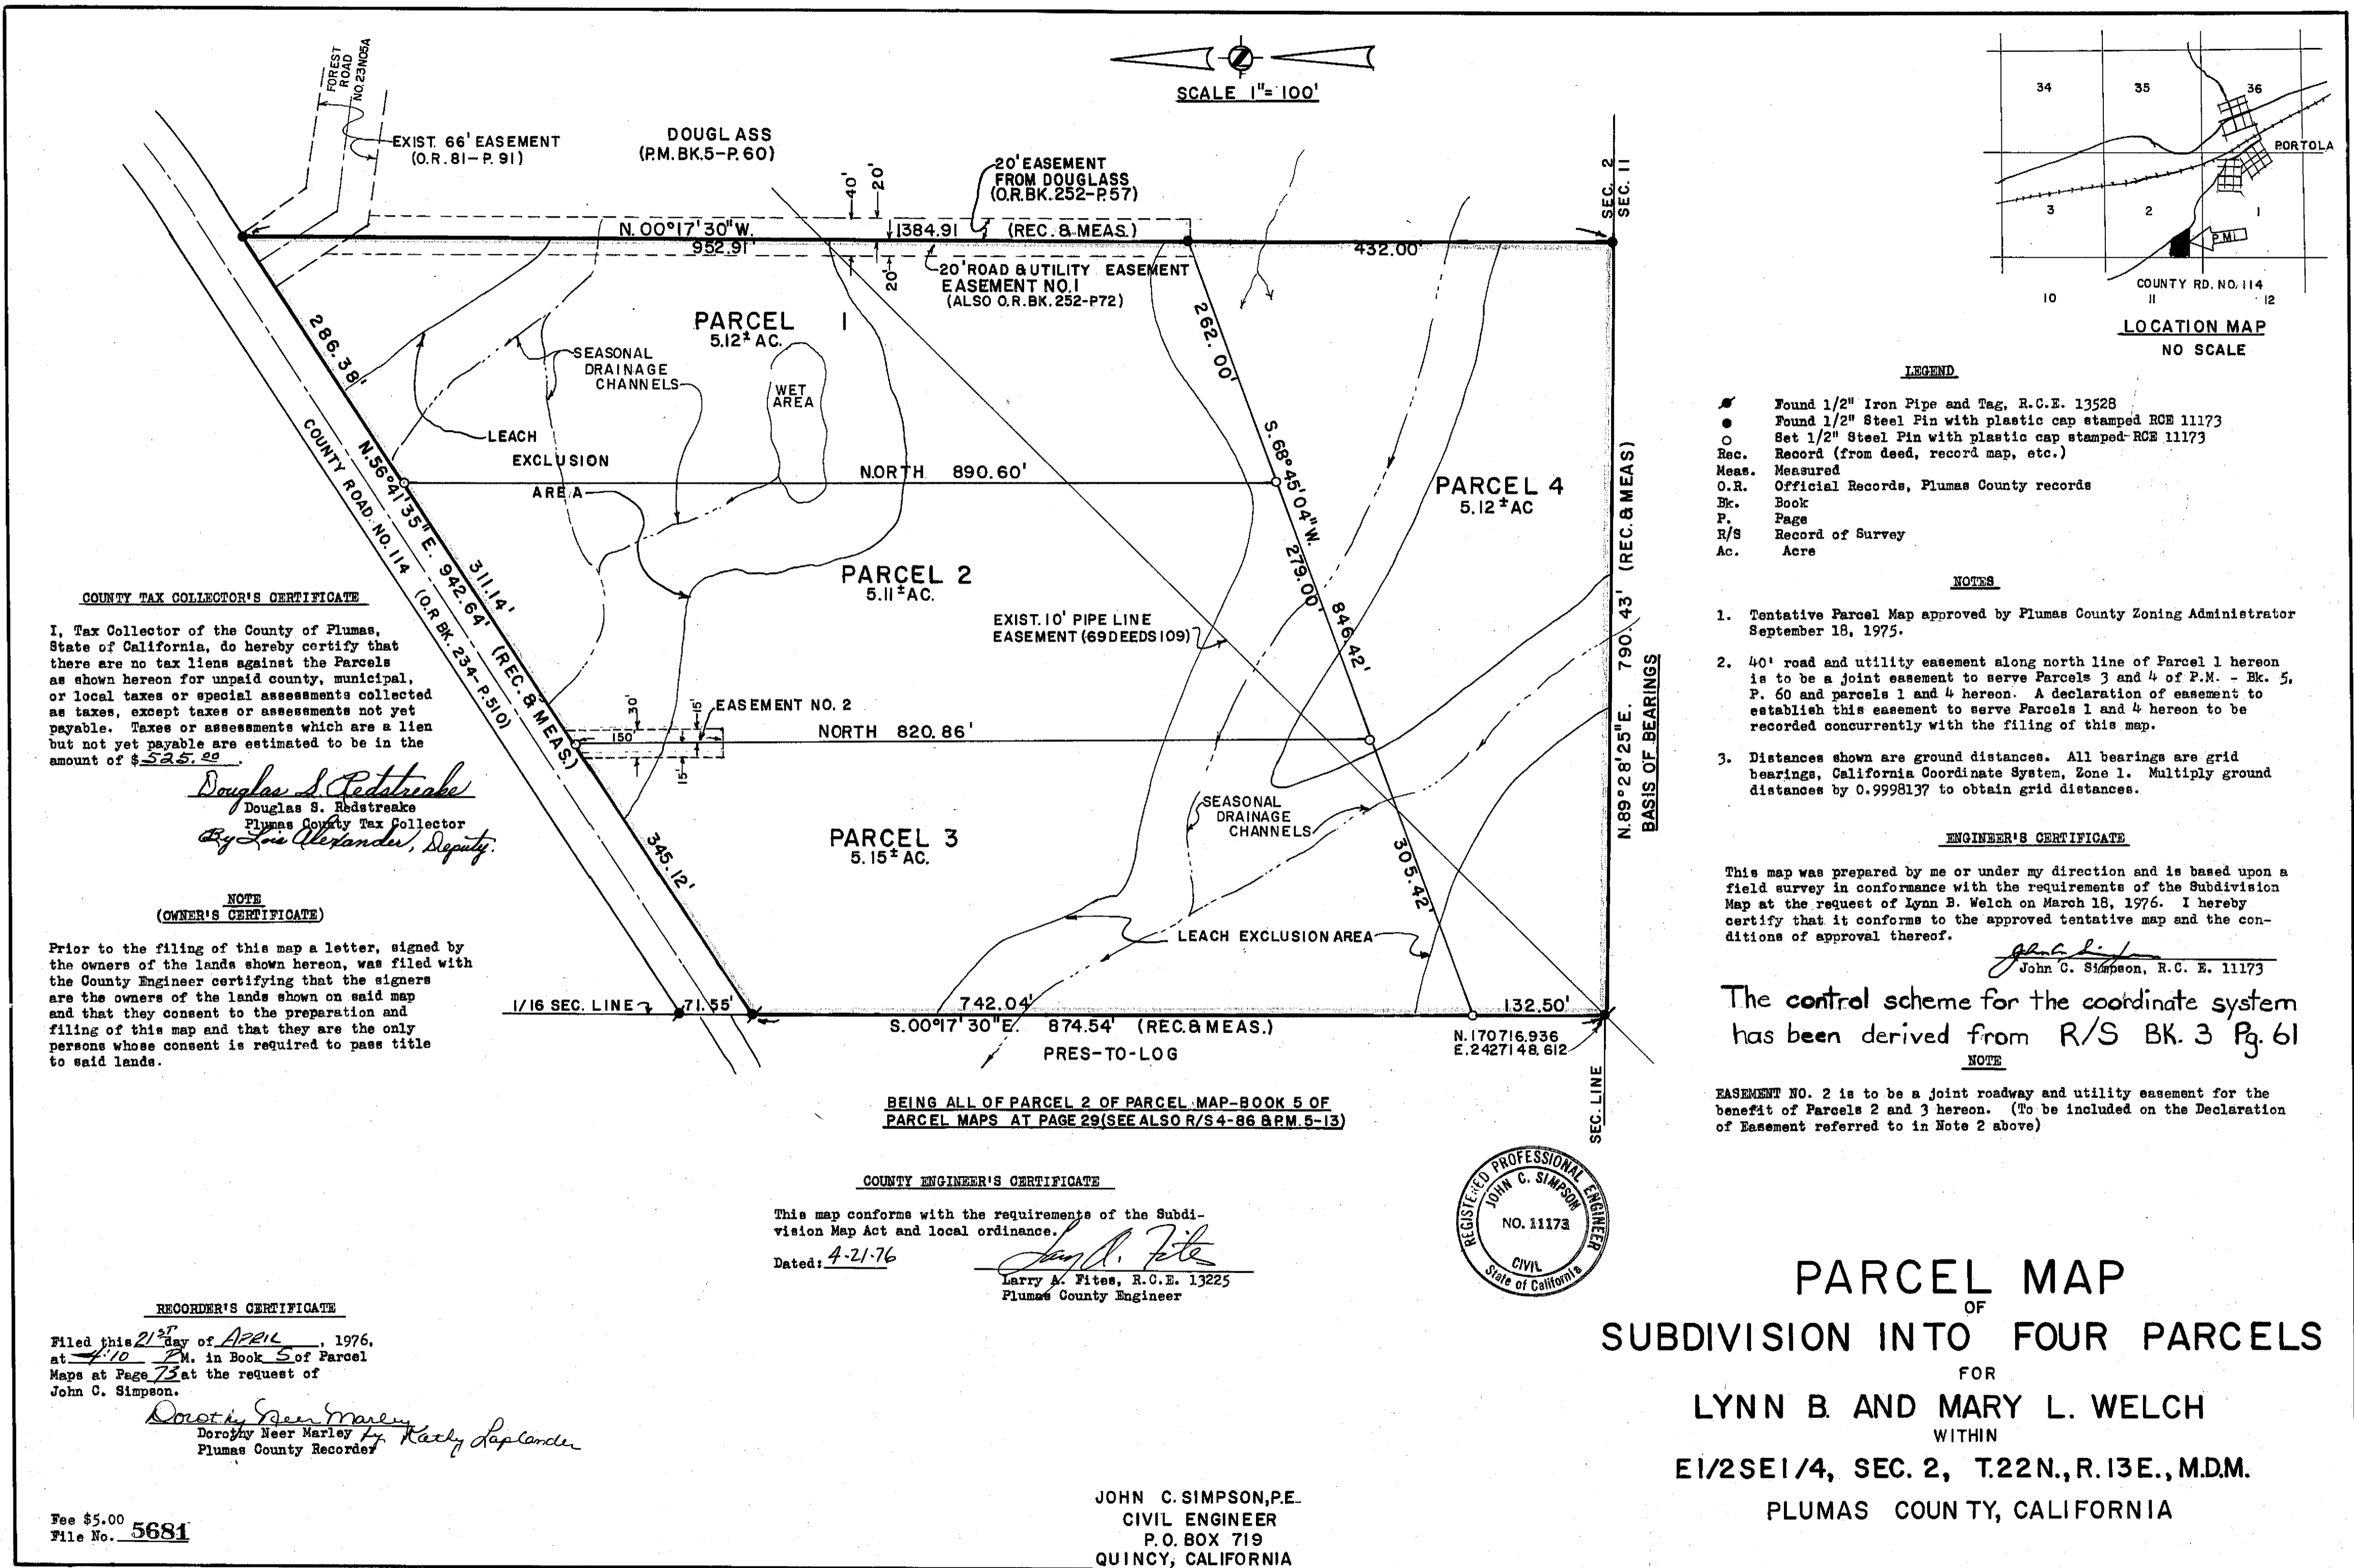 FOREST
ROAD
NO.23N05A
EXIST. 66' EASEMENT
(O.R. 81-P. 91)
DOUGLASS
(P.M.BK.5-P.60)
SCALE 1"=100'
20' EASEMENT
FROM DOUGLASS
(O.R.BK.252-P.57)
40'
20'
N.00°17'30"W.
1384.91 (REC.& MEAS.)
952.91'
432.00'
20'
20' ROAD & UTILITY EASEMENT
EASEMENT NO.1
(ALSO O.R.BK.252-P72)
SEC. 2
SEC. 11
34
35
36
PORTOLA
3
2
1
P.M.
COUNTY RD. NO. 114
10
11
12
LOCATION MAP
NO SCALE
PARCEL 1
5.12± AC.
SEASONAL
DRAINAGE
CHANNELS
WET
AREA
286.38'
262.00'
LEACH
EXCLUSION
AREA
NORTH 890.60'
S.68°45'04"W.
846.42'
PARCEL 4
5.12± AC
N.56°41'35"E. 942.64' (REC. & MEAS.)
COUNTY ROAD NO. 114 (O.R BK. 234-P.510)
311.14'
279.00'
PARCEL 2
5.11± AC.
EXIST. 10' PIPE LINE
EASEMENT (69 DEEDS 109)
N.89°28'25"E. 790.43' (REC. & MEAS)
BASIS OF BEARINGS
30'
15'
EASEMENT NO. 2
150'
15'
NORTH 820.86'
SEASONAL
DRAINAGE
CHANNELS
PARCEL 3
5.15± AC.
345.12'
305.42'
LEACH EXCLUSION AREA
1/16 SEC. LINE
71.55'
742.04'
132.50'
S.00°17'30"E. 874.54' (REC.& MEAS.)
N.170716.936
E.2427148.612
PRES-TO-LOG
SEC. LINE
BEING ALL OF PARCEL 2 OF PARCEL MAP-BOOK 5 OF
PARCEL MAPS AT PAGE 29(SEE ALSO R/S4-86 & P.M. 5-13)
LEGEND
Found 1/2" Iron Pipe and Tag, R.C.E. 13528
Found 1/2" Steel Pin with plastic cap stamped RCE 11173
Set 1/2" Steel Pin with plastic cap stamped RCE 11173
Rec. Record (from deed, record map, etc.)
Meas. Measured
O.R. Official Records, Plumas County records
Bk. Book
P. Page
R/S Record of Survey
Ac. Acre
NOTES
1. Tentative Parcel Map approved by Plumas County Zoning Administrator
September 18, 1975.
2. 40' road and utility easement along north line of Parcel 1 hereon
is to be a joint easement to serve Parcels 3 and 4 of P.M. - Bk. 5,
P. 60 and parcels 1 and 4 hereon. A declaration of easement to
establish this easement to serve Parcels 1 and 4 hereon to be
recorded concurrently with the filing of this map.
3. Distances shown are ground distances. All bearings are grid
bearings, California Coordinate System, Zone 1. Multiply ground
distances by 0.9998137 to obtain grid distances.
ENGINEER'S CERTIFICATE
This map was prepared by me or under my direction and is based upon a
field survey in conformance with the requirements of the Subdivision
Map at the request of Lynn B. Welch on March 18, 1976. I hereby
certify that it conforms to the approved tentative map and the con-
ditions of approval thereof.
John C. Simpson, R.C. E. 11173
The control scheme for the coordinate system
has been derived from R/S BK. 3 Pg. 61
NOTE
EASEMENT NO. 2 is to be a joint roadway and utility easement for the
benefit of Parcels 2 and 3 hereon. (To be included on the Declaration
of Easement referred to in Note 2 above)
COUNTY TAX COLLECTOR'S CERTIFICATE
I, Tax Collector of the County of Plumas,
State of California, do hereby certify that
there are no tax liens against the Parcels
as shown hereon for unpaid county, municipal,
or local taxes or special assessments collected
as taxes, except taxes or assessments not yet
payable. Taxes or assessments which are a lien
but not yet payable are estimated to be in the
amount of $ 525.00.
Douglas S. Redstreake
Douglas S. Redstreake
Plumas County Tax Collector
By Lois Alexander, Deputy.
NOTE
(OWNER'S CERTIFICATE)
Prior to the filing of this map a letter, signed by
the owners of the lands shown hereon, was filed with
the County Engineer certifying that the signers
are the owners of the lands shown on said map
and that they consent to the preparation and
filing of this map and that they are the only
persons whose consent is required to pass title
to said lands.
COUNTY ENGINEER'S CERTIFICATE
This map conforms with the requirements of the Subdi-
vision Map Act and local ordinance.
Dated: 4-21-76
Larry A. Fites
Larry A. Fites, R.C.E. 13225
Plumas County Engineer
REGISTERED PROFESSIONAL ENGINEER
JOHN C. SIMPSON
NO. 11173
CIVIL
State of California
RECORDER'S CERTIFICATE
Filed this 21ST day of APRIL, 1976,
at 4:10 PM. in Book 5 of Parcel
Maps at Page 73 at the request of
John C. Simpson.
Dorothy Neer Marley
Dorothy Neer Marley by Kathy Laplander
Plumas County Recorder
Fee $5.00
File No. 5681
JOHN C. SIMPSON,P.E.
CIVIL ENGINEER
P.O. BOX 719
QUINCY, CALIFORNIA
PARCEL MAP
OF
SUBDIVISION INTO FOUR PARCELS
FOR
LYNN B. AND MARY L. WELCH
WITHIN
E1/2SE1/4, SEC. 2, T.22N., R.13E., M.D.M.
PLUMAS COUNTY, CALIFORNIA